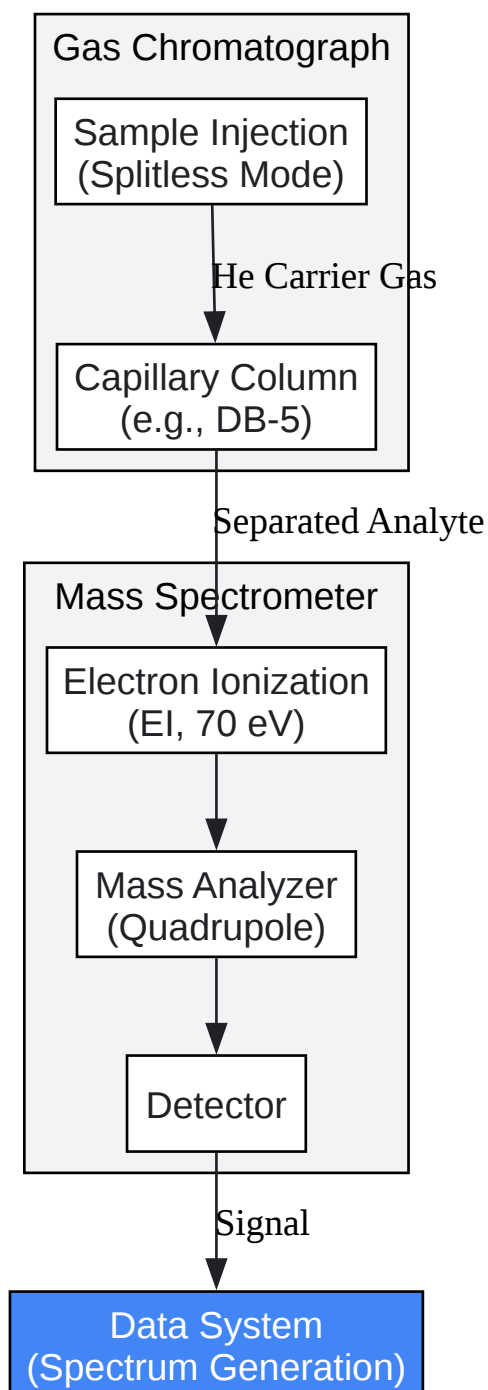 Gas Chromatograph
Sample Injection
(Splitless Mode)
He Carrier Gas
Capillary Column
(e.g., DB-5)
Separated Analyte
Mass Spectrometer
Electron Ionization
(EI, 70 eV)
Mass Analyzer
(Quadrupole)
Detector
Signal
Data System
(Spectrum Generation)